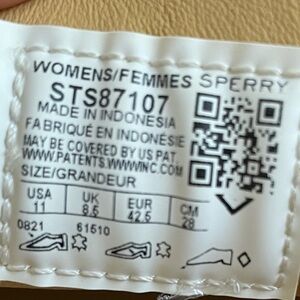 WOMENS/FEMMES SPERRY
STS87107
MADE IN INDONESIA
FABRIQUÉ EN INDONÉSIE
MAY BE COVERED BY US PAT.
WWW.PATENTS.WWWINC.COM
SIZE/GRANDEUR
USA UK EUR CM
11 8.5 42.5 28
0821 61510